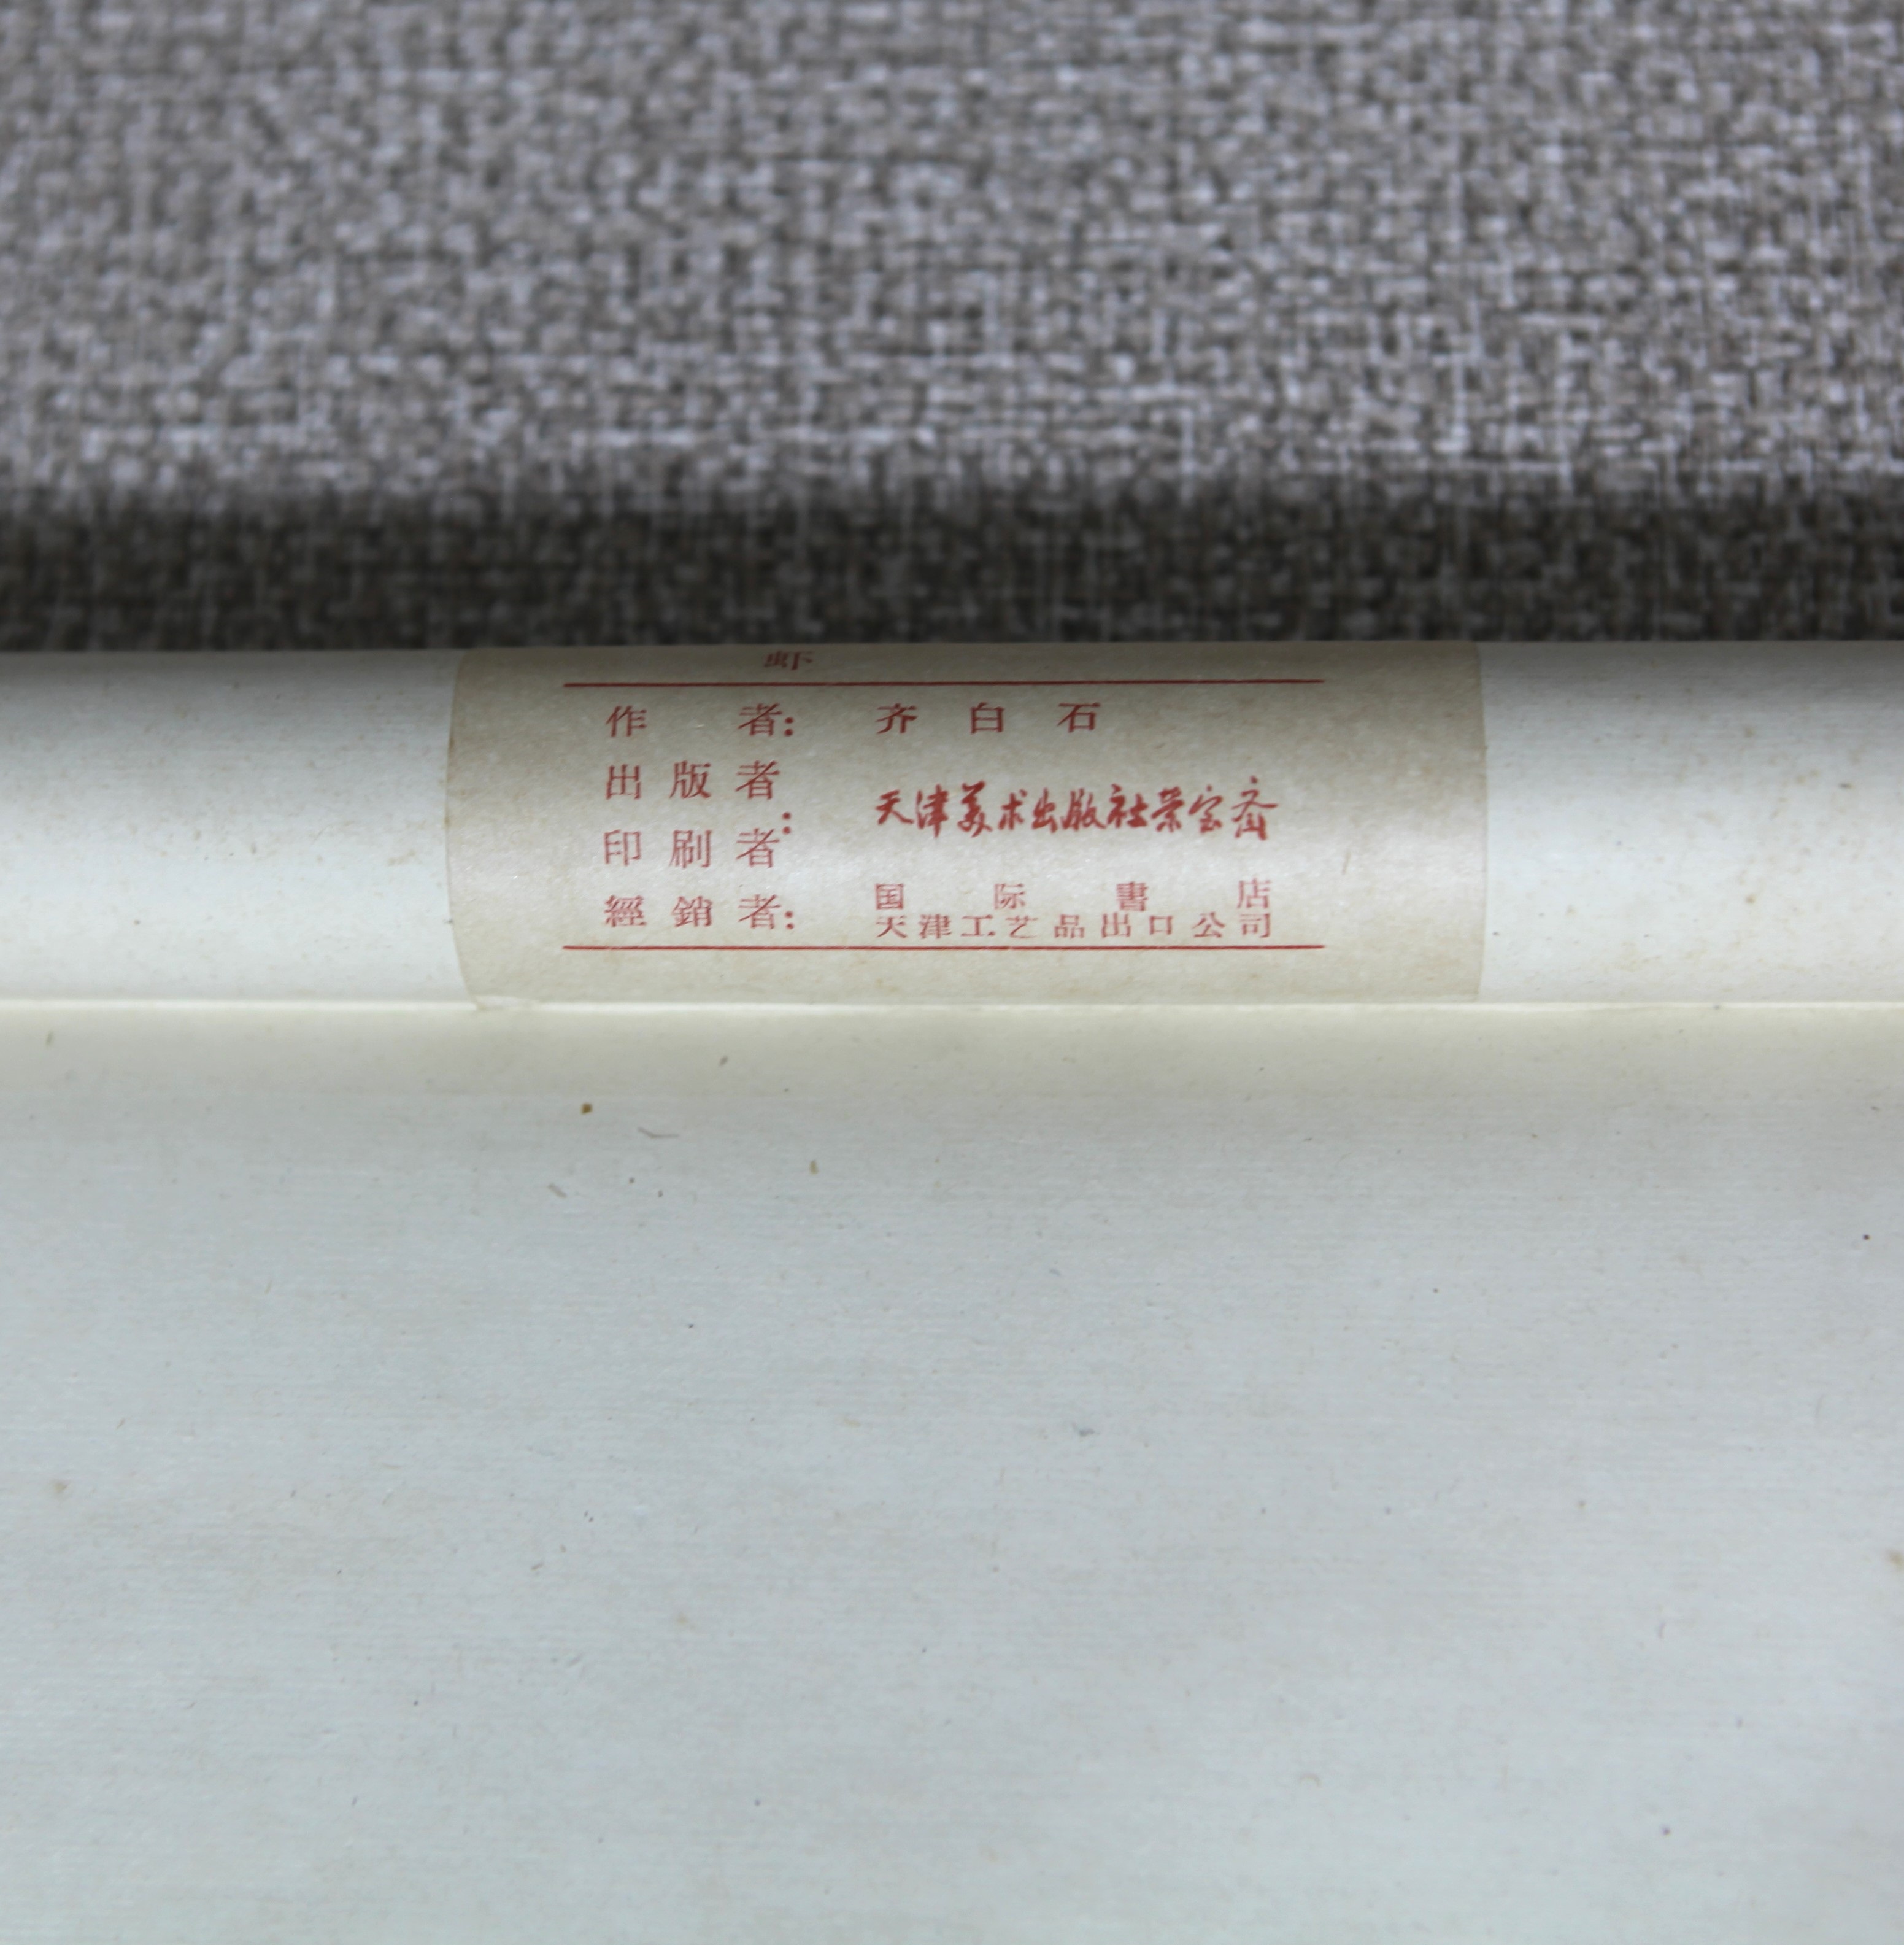 虾
作者： 齐白石
出版者
： 天津美术出版社荣宝斋
印刷者
經銷者： 国际書店
天津工艺品出口公司